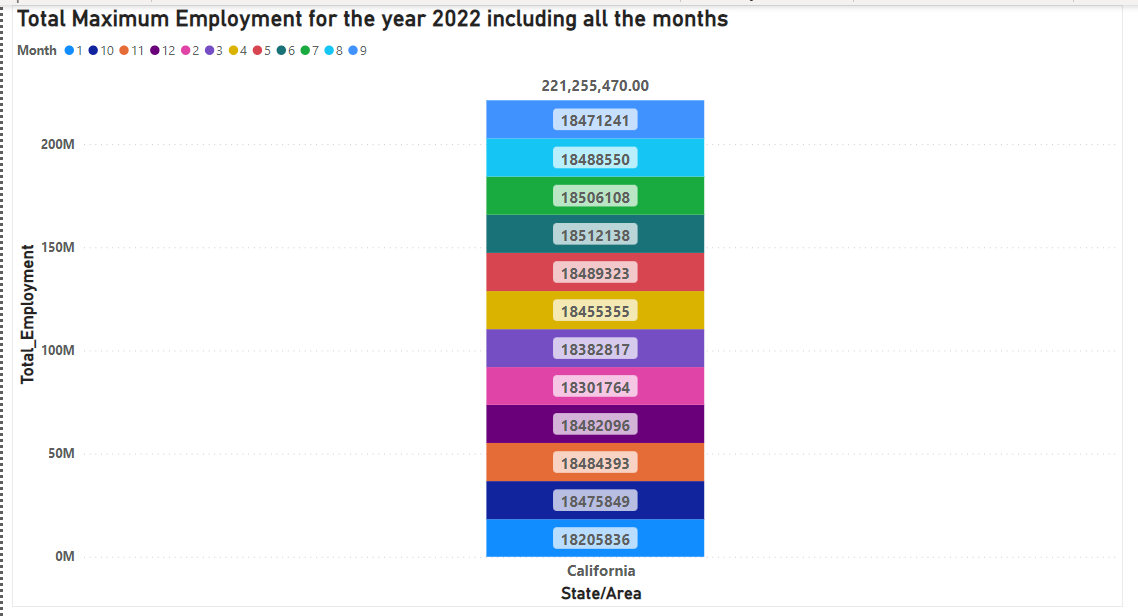 Total Maximum Employment for the year 2022 including all the months
Month 1 10 11 12 2 3 4 5 6 7 8 9
221,255,470.00
18471241
200M
18488550
18506108
18512138
150M
18489323
18455355
18382817
100M
18301764
18482096
50M
18484393
18475849
18205836
0M
Total_Employment
California
State/Area